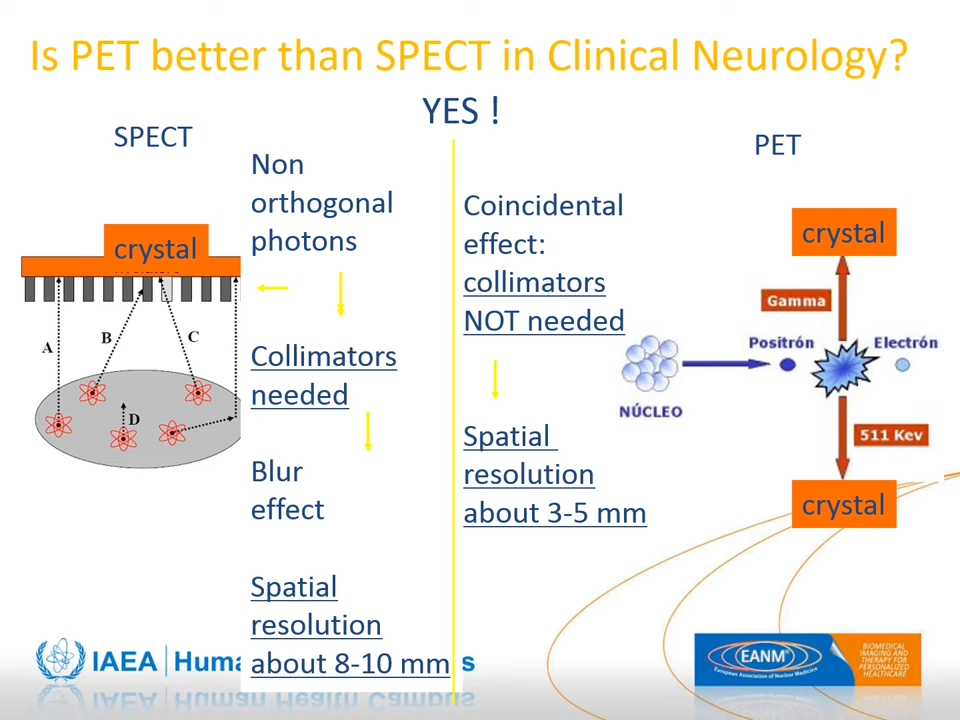 Is PET better than SPECT in Clinical Neurology?
YES !
SPECT
Non
orthogonal
photons
Collimators
needed
Blur
effect
Spatial
resolution
about 8-10 mm
crystal
A
B
C
D
Coincidental
effect:
collimators
NOT needed
Spatial
resolution
about 3-5 mm
PET
crystal
Gamma
Positrón
Electrón
NÚCLEO
511 Kev
crystal
IAEA | Huma
s
EANM
European Association of Nuclear Medicine
BIOMEDICAL
IMAGING AND
THERAPY FOR
PERSONALIZED
HEALTHCARE